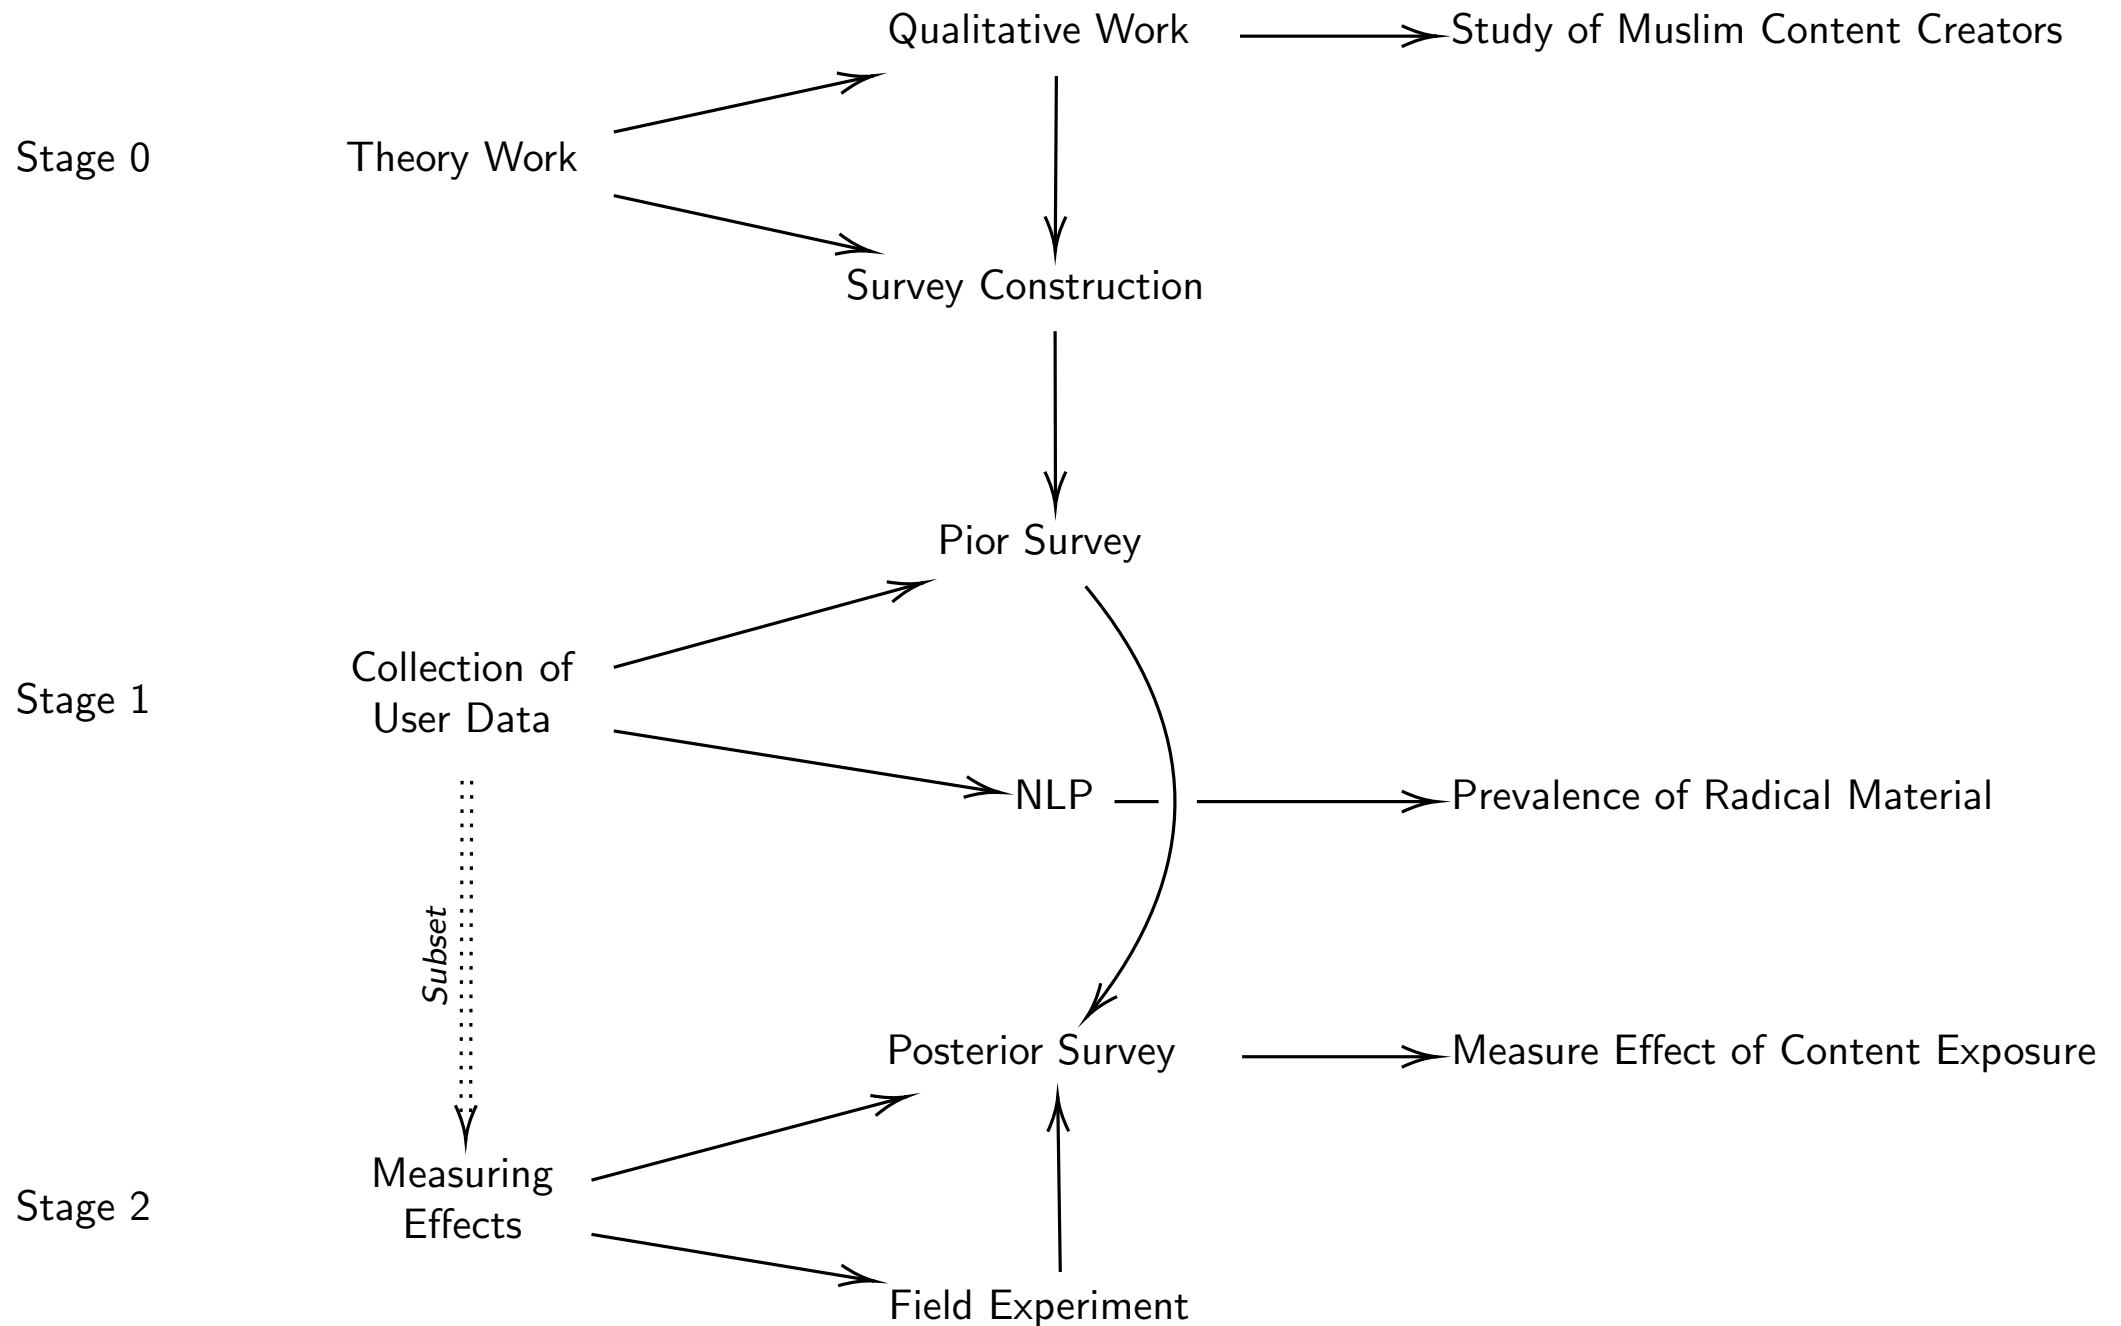 Qualitative Work
Study of Muslim Content Creators
Stage 0
Theory Work
Survey Construction
Pior Survey
Stage 1
Collection of
User Data
NLP
Prevalence of Radical Material
Subset
Posterior Survey
Measure Effect of Content Exposure
Stage 2
Measuring
Effects
Field Experiment